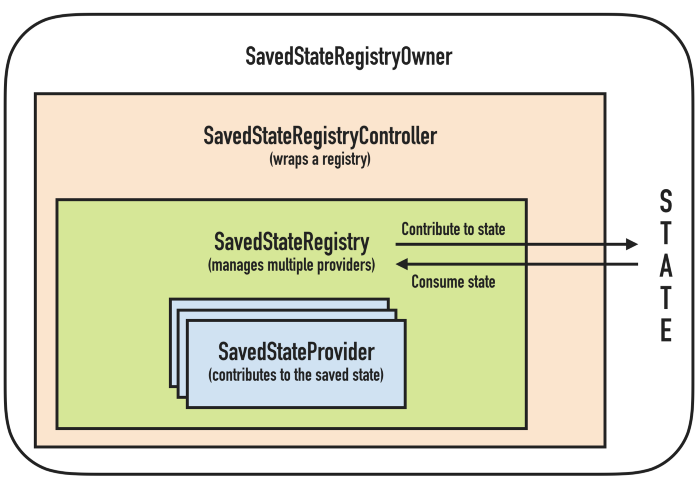 SavedStateRegistryOwner
SavedStateRegistryController
(wraps a registry)
SavedStateRegistry
(manages multiple providers)
Contribute to state
Consume state
STATE
SavedStateProvider
(contributes to the saved state)